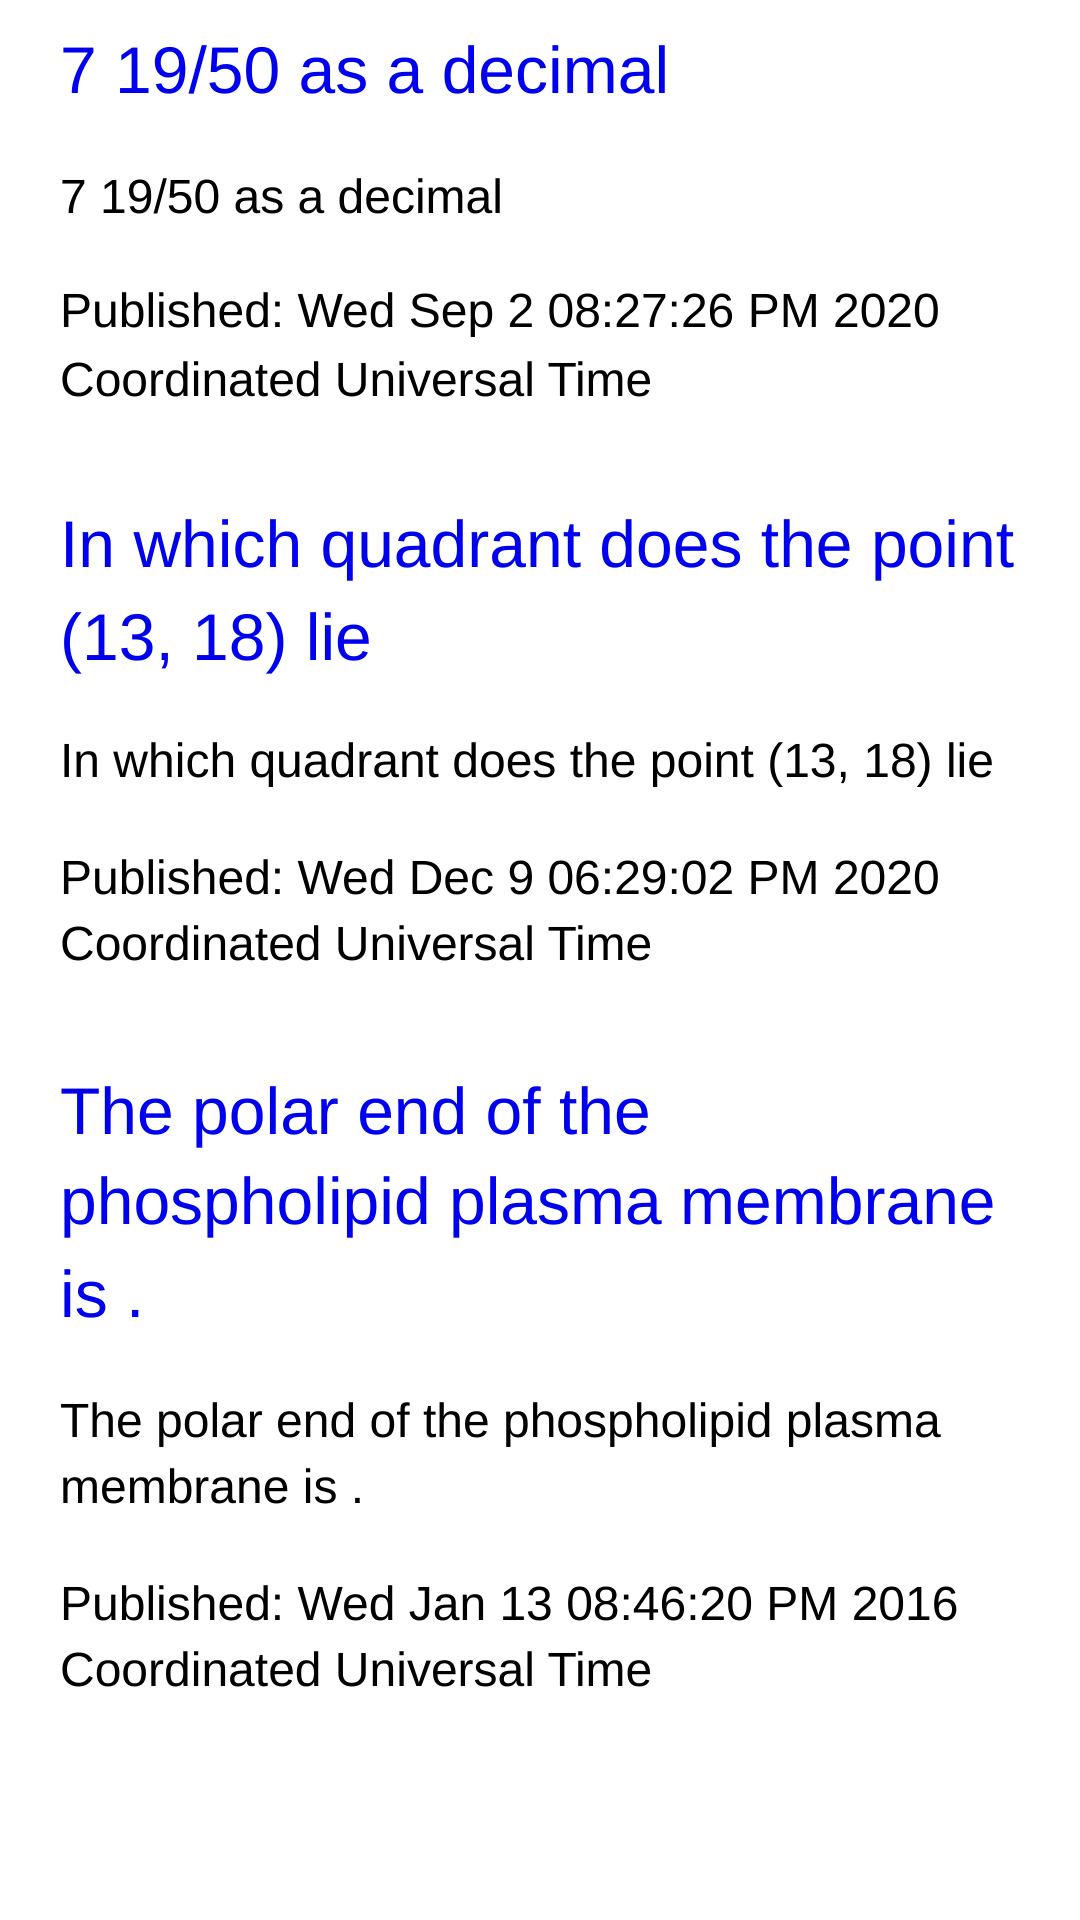 7 19/50 as a decimal
7 19/50 as a decimal
Published: Wed Sep 2 08:27:26 PM 2020
Coordinated Universal Time
In which quadrant does the point
(13, 18) lie
In which quadrant does the point (13, 18) lie
Published: Wed Dec 9 06:29:02 PM 2020
Coordinated Universal Time
The polar end of the
phospholipid plasma membrane
is .
The polar end of the phospholipid plasma
membrane is .
Published: Wed Jan 13 08:46:20 PM 2016
Coordinated Universal Time